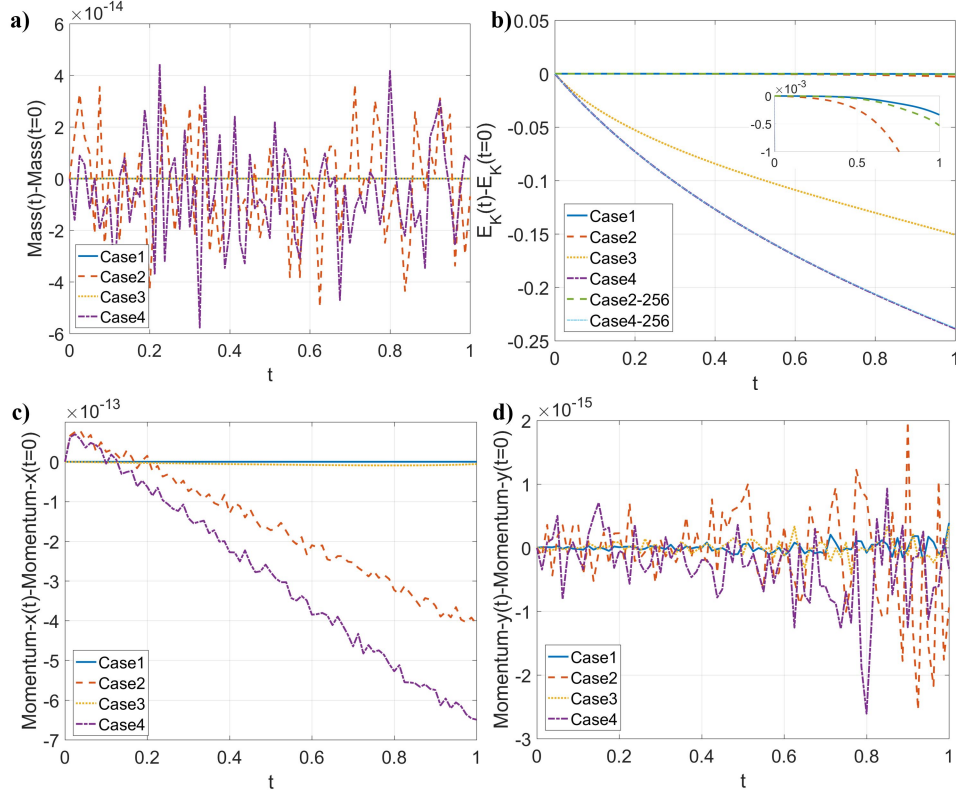 a)
×10^-14
6
4
2
0
-2
-4
-6
Mass(t)-Mass(t=0)
Case1
Case2
Case3
Case4
0 0.2 0.4 0.6 0.8 1
t
b)
0.05
0
-0.05
-0.1
-0.15
-0.2
-0.25
E_K(t)-E_K(t=0)
×10^-3
0
-0.5
-1
0 0.5 1
Case1
Case2
Case3
Case4
Case2-256
Case4-256
0 0.2 0.4 0.6 0.8 1
t
c)
×10^-13
1
0
-1
-2
-3
-4
-5
-6
-7
Momentum-x(t)-Momentum-x(t=0)
Case1
Case2
Case3
Case4
0 0.2 0.4 0.6 0.8 1
t
d)
×10^-15
2
1
0
-1
-2
-3
Momentum-y(t)-Momentum-y(t=0)
Case1
Case2
Case3
Case4
0 0.2 0.4 0.6 0.8 1
t